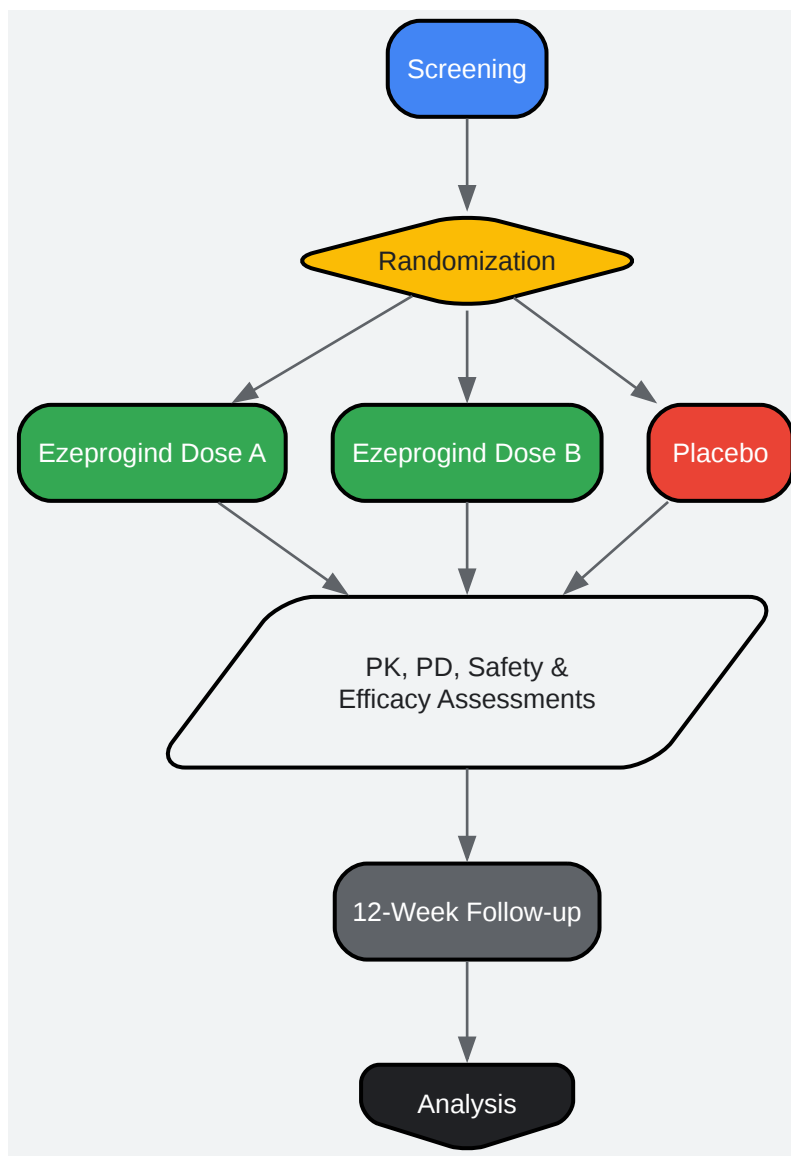 Screening
Randomization
Ezeprogind Dose A
Ezeprogind Dose B
Placebo
PK, PD, Safety &
Efficacy Assessments
12-Week Follow-up
Analysis